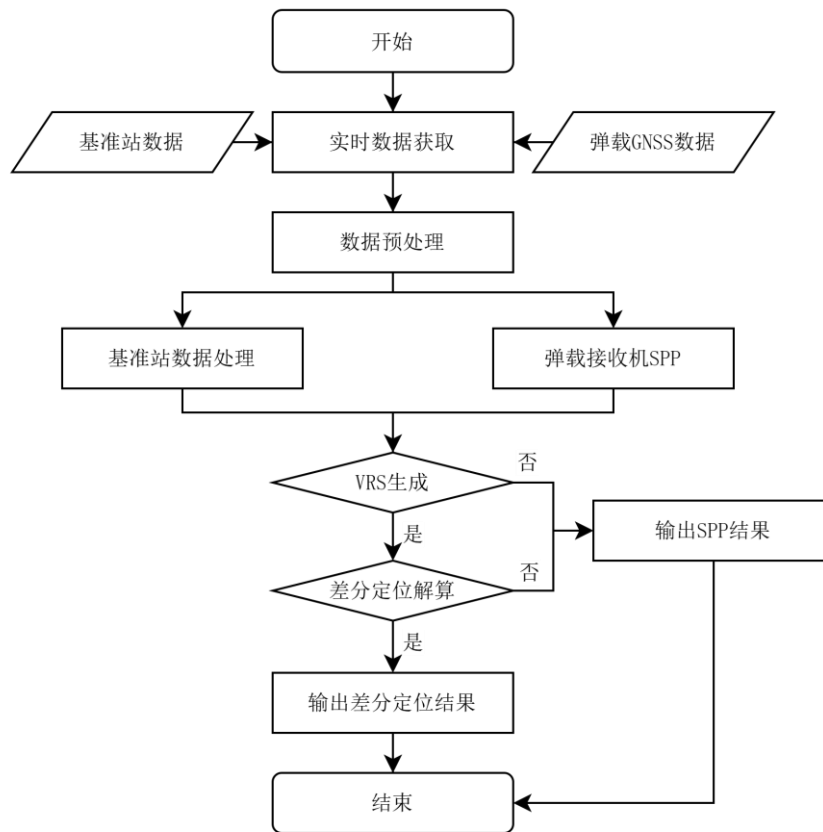 开始
基准站数据
实时数据获取
弹载GNSS数据
数据预处理
基准站数据处理
弹载接收机SPP
VRS生成
否
是
输出SPP结果
差分定位解算
否
是
输出差分定位结果
结束